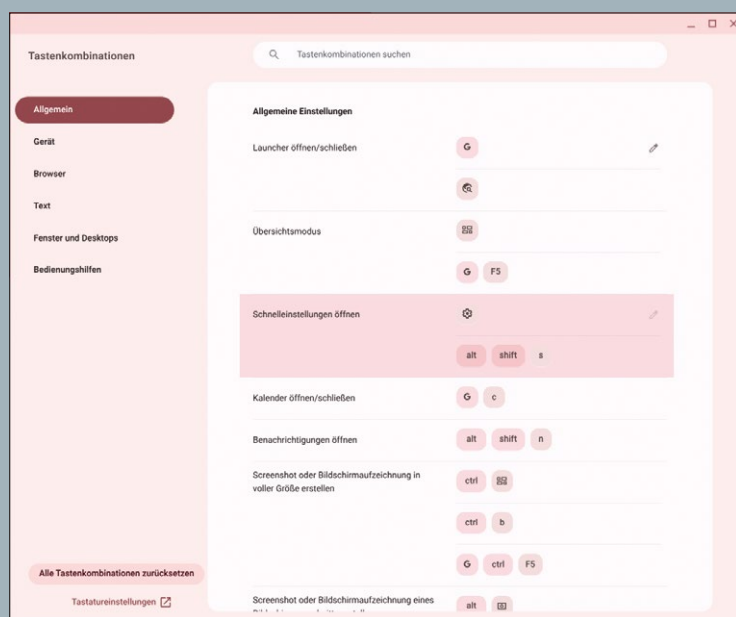 Tastenkombinationen
Tastenkombinationen suchen
Allgemein
Gerät
Browser
Text
Fenster und Desktops
Bedienungshilfen
Alle Tastenkombinationen zurücksetzen
Tastatureinstellungen
Allgemeine Einstellungen
Launcher öffnen/schließen
G
Übersichtsmodus
G F5
Schnelleinstellungen öffnen
alt shift s
Kalender öffnen/schließen
G c
Benachrichtigungen öffnen
alt shift n
Screenshot oder Bildschirmaufzeichnung in
voller Größe erstellen
ctrl
ctrl b
G ctrl F5
Screenshot oder Bildschirmaufzeichnung eines
alt